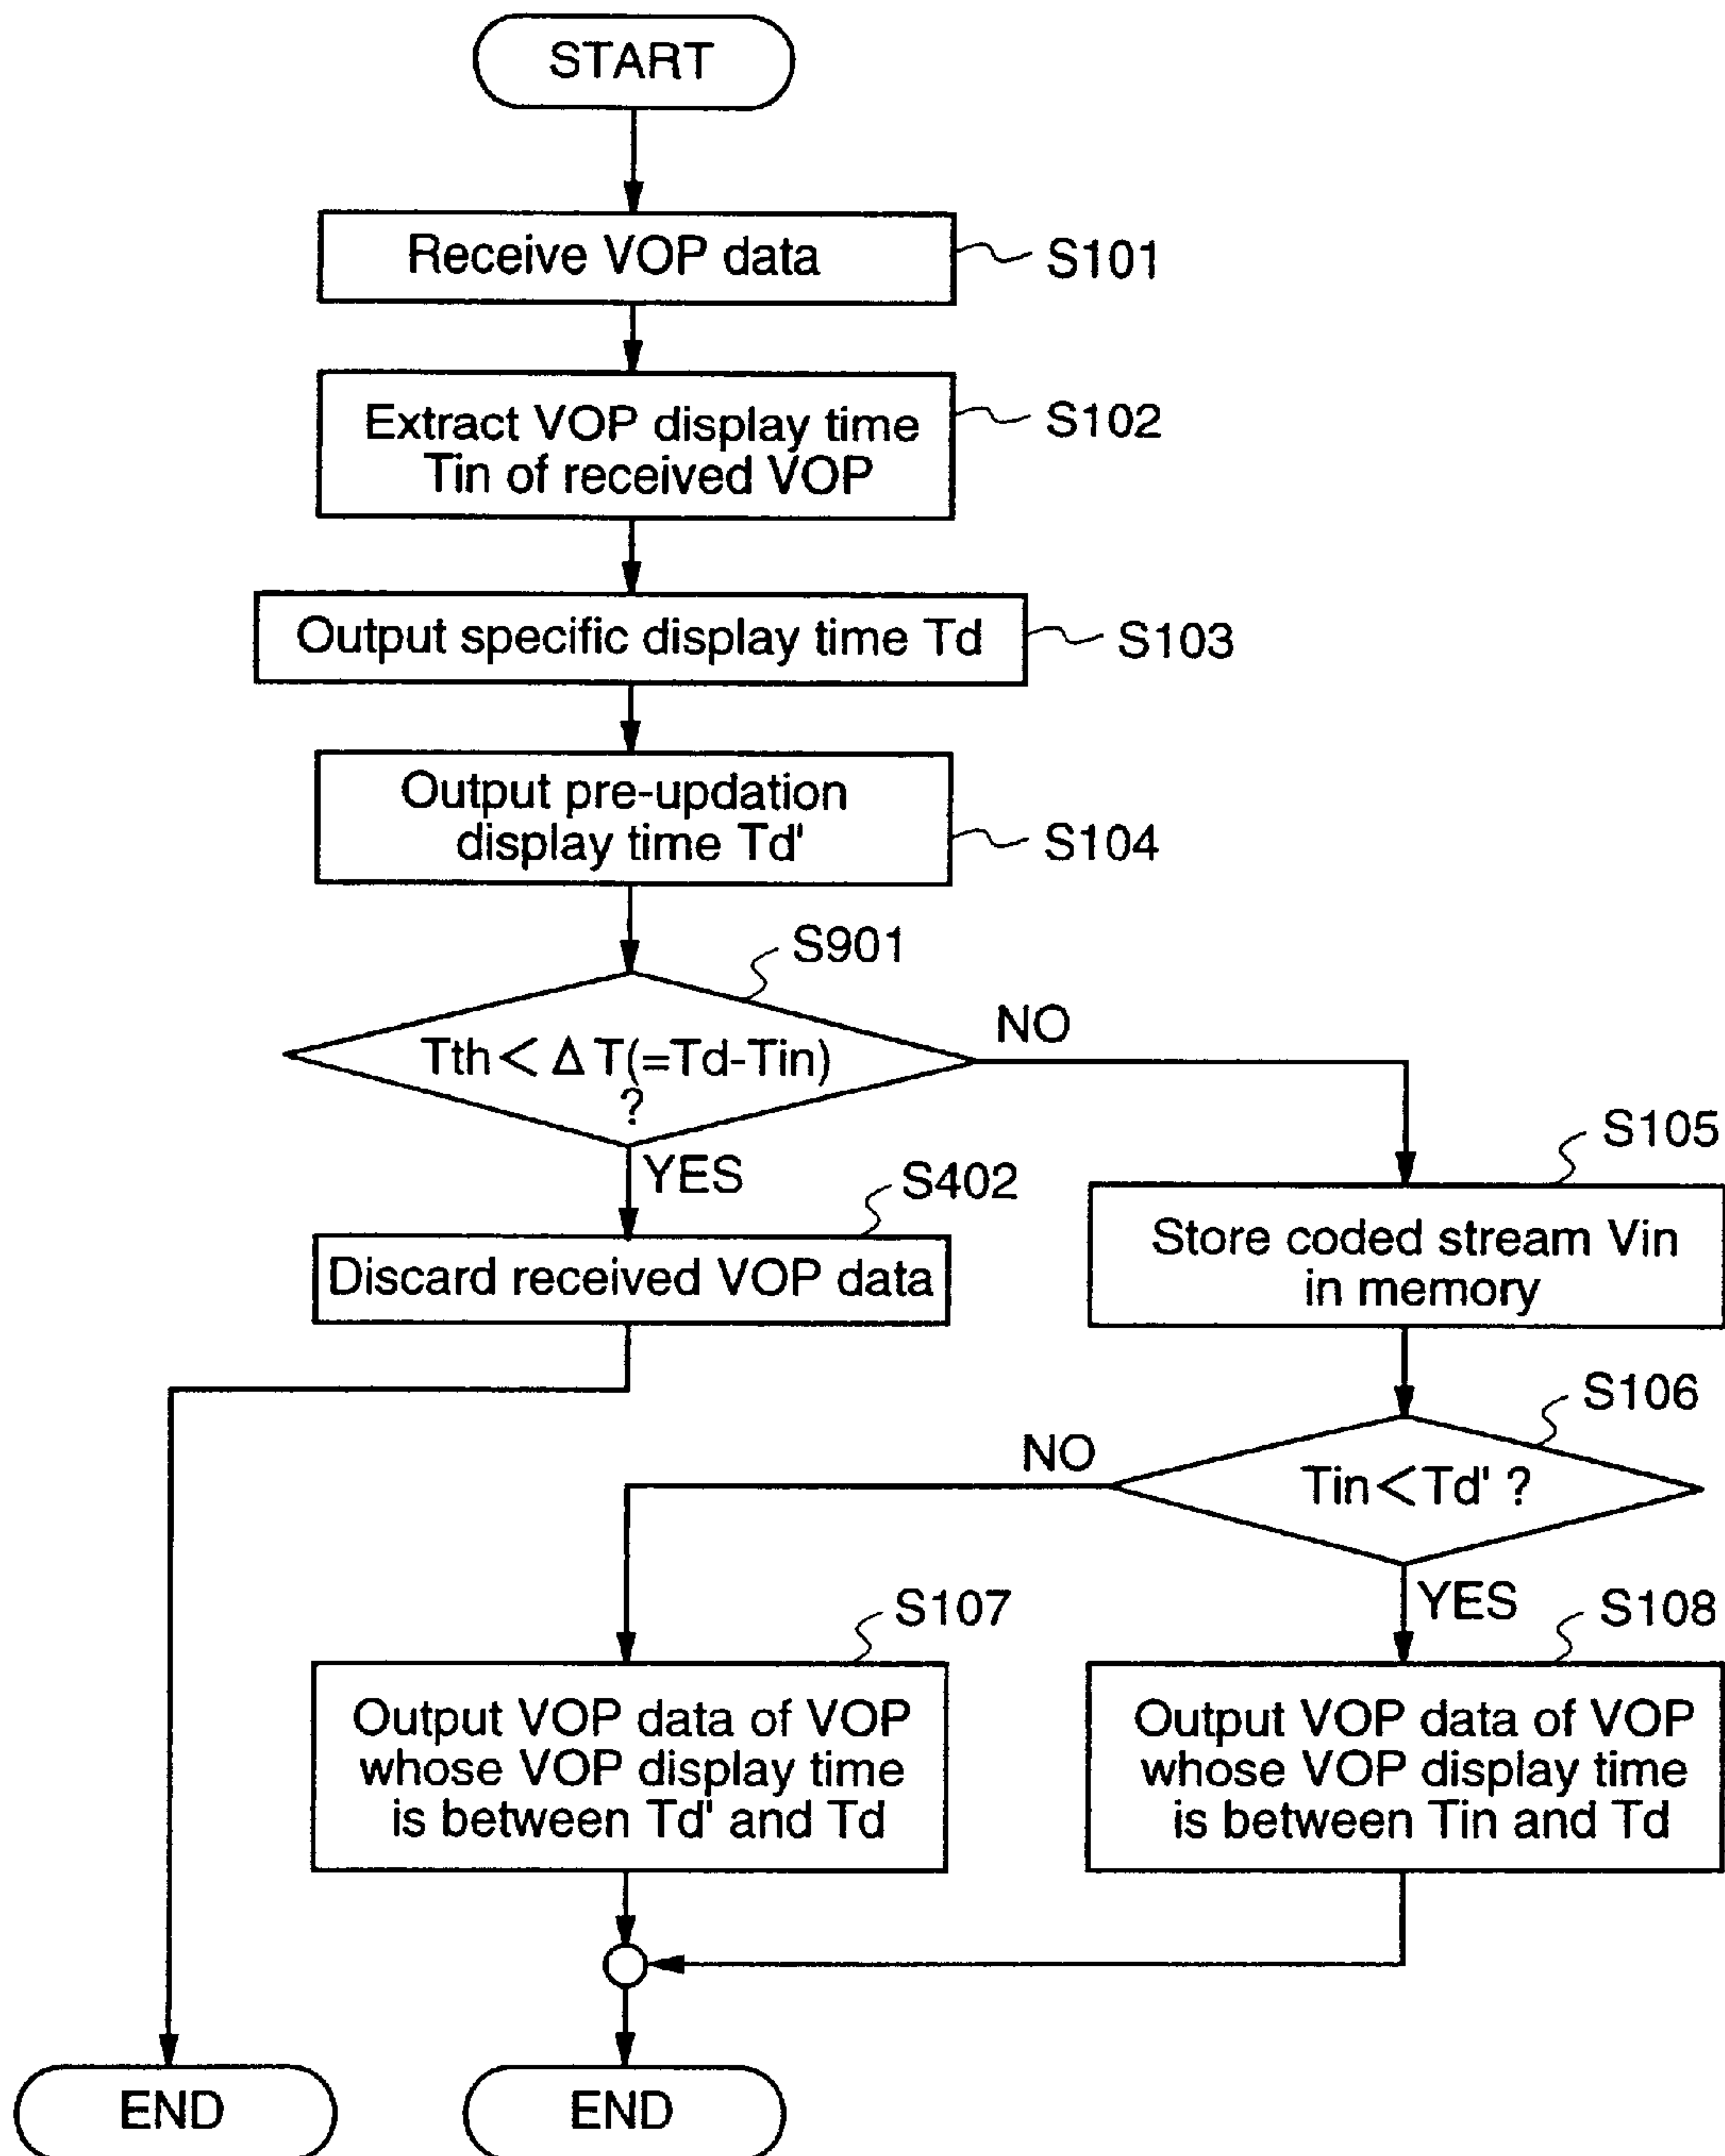 START
Receive VOP data
S101
Extract VOP display time
Tin of received VOP
S102
Output specific display time Td
S103
Output pre-updation
display time Td'
S104
S901
Tth < Δ T(=Td-Tin)
?
NO
YES
S402
Discard received VOP data
S105
Store coded stream Vin
in memory
S106
Tin < Td' ?
NO
YES
S107
Output VOP data of VOP
whose VOP display time
is between Td' and Td
S108
Output VOP data of VOP
whose VOP display time
is between Tin and Td
END
END